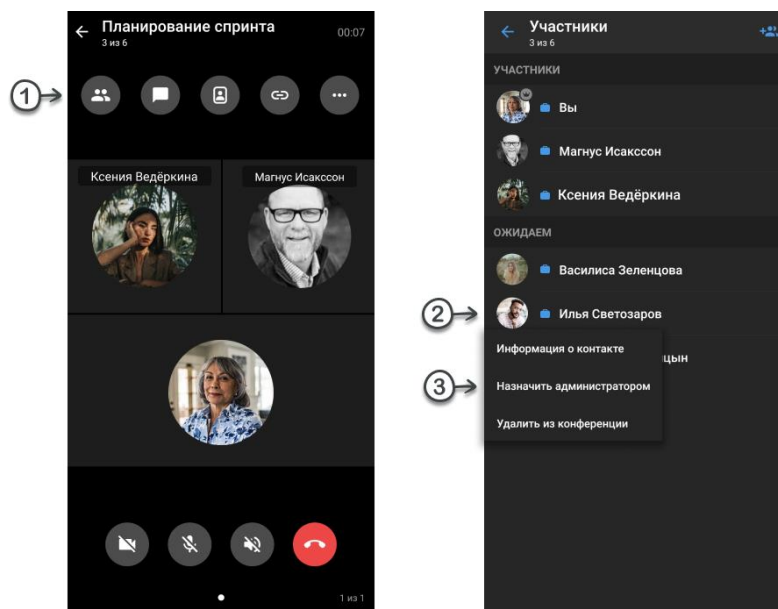 Планирование спринта
3 из 6
00:07
1
Ксения Ведёркина
Магнус Исакссон
1 из 1
Участники
3 из 6
УЧАСТНИКИ
Вы
Магнус Исакссон
Ксения Ведёркина
ОЖИДАЕМ
Василиса Зеленцова
2
Илья Светозаров
Информация о контакте
цын
3
Назначить администратором
Удалить из конференции